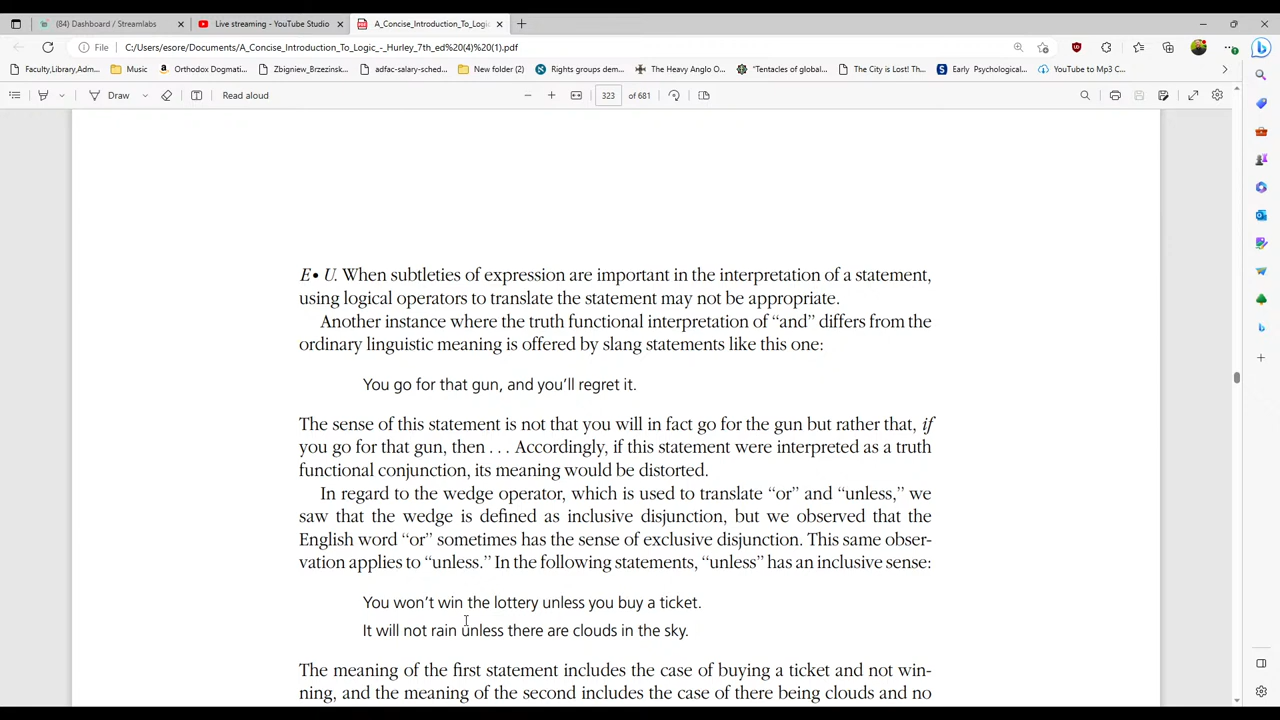 (84) Dashboard / Streamlabs
Live streaming - YouTube Studio
A_Concise_Introduction_To_Logi
File
C:/Users/esore/Documents/A_Concise_Introduction_To_Logic_-_Hurley_7th_ed%20(4)%20(1).pdf
Faculty,Library,Adm...
Music
Orthodox Dogmati...
Zbigniew_Brzezinsk...
adfac-salary-sched...
New folder (2)
Rights groups dem...
The Heavy Anglo O...
"Tentacles of global...
The City is Lost! Th...
Early Psychological...
YouTube to Mp3 C...
Draw
Read aloud
323 of 681
E • U. When subtleties of expression are important in the interpretation of a statement,
using logical operators to translate the statement may not be appropriate.
Another instance where the truth functional interpretation of “and” differs from the
ordinary linguistic meaning is offered by slang statements like this one:
You go for that gun, and you’ll regret it.
The sense of this statement is not that you will in fact go for the gun but rather that, if
you go for that gun, then . . . Accordingly, if this statement were interpreted as a truth
functional conjunction, its meaning would be distorted.
In regard to the wedge operator, which is used to translate “or” and “unless,” we
saw that the wedge is defined as inclusive disjunction, but we observed that the
English word “or” sometimes has the sense of exclusive disjunction. This same obser-
vation applies to “unless.” In the following statements, “unless” has an inclusive sense:
You won’t win the lottery unless you buy a ticket.
It will not rain unless there are clouds in the sky.
The meaning of the first statement includes the case of buying a ticket and not win-
ning, and the meaning of the second includes the case of there being clouds and no